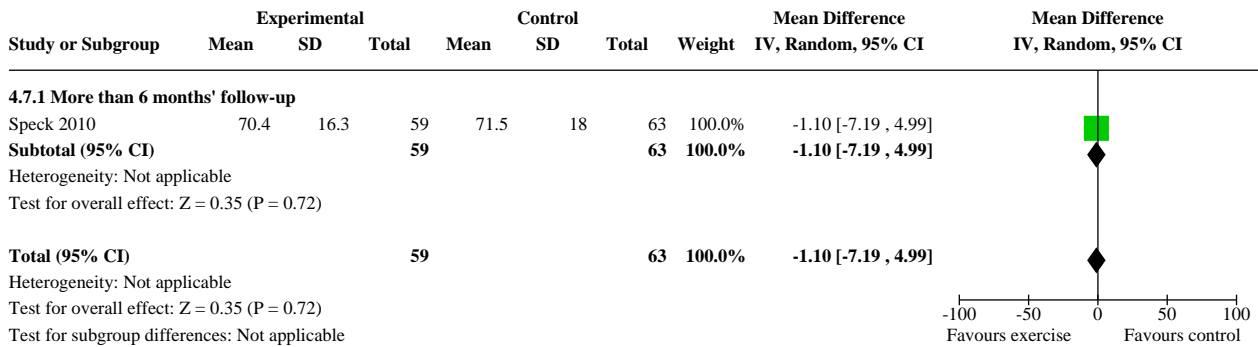 Experimental Control Mean Difference Mean Difference
Study or Subgroup Mean SD Total Mean SD Total Weight IV, Random, 95% CI IV, Random, 95% CI
4.7.1 More than 6 months' follow-up
Speck 2010 70.4 16.3 59 71.5 18 63 100.0% -1.10 [-7.19 , 4.99]
Subtotal (95% CI) 59 63 100.0% -1.10 [-7.19 , 4.99]
Heterogeneity: Not applicable
Test for overall effect: Z = 0.35 (P = 0.72)
Total (95% CI) 59 63 100.0% -1.10 [-7.19 , 4.99]
Heterogeneity: Not applicable
Test for overall effect: Z = 0.35 (P = 0.72)
Test for subgroup differences: Not applicable
-100 -50 0 50 100
Favours exercise Favours control